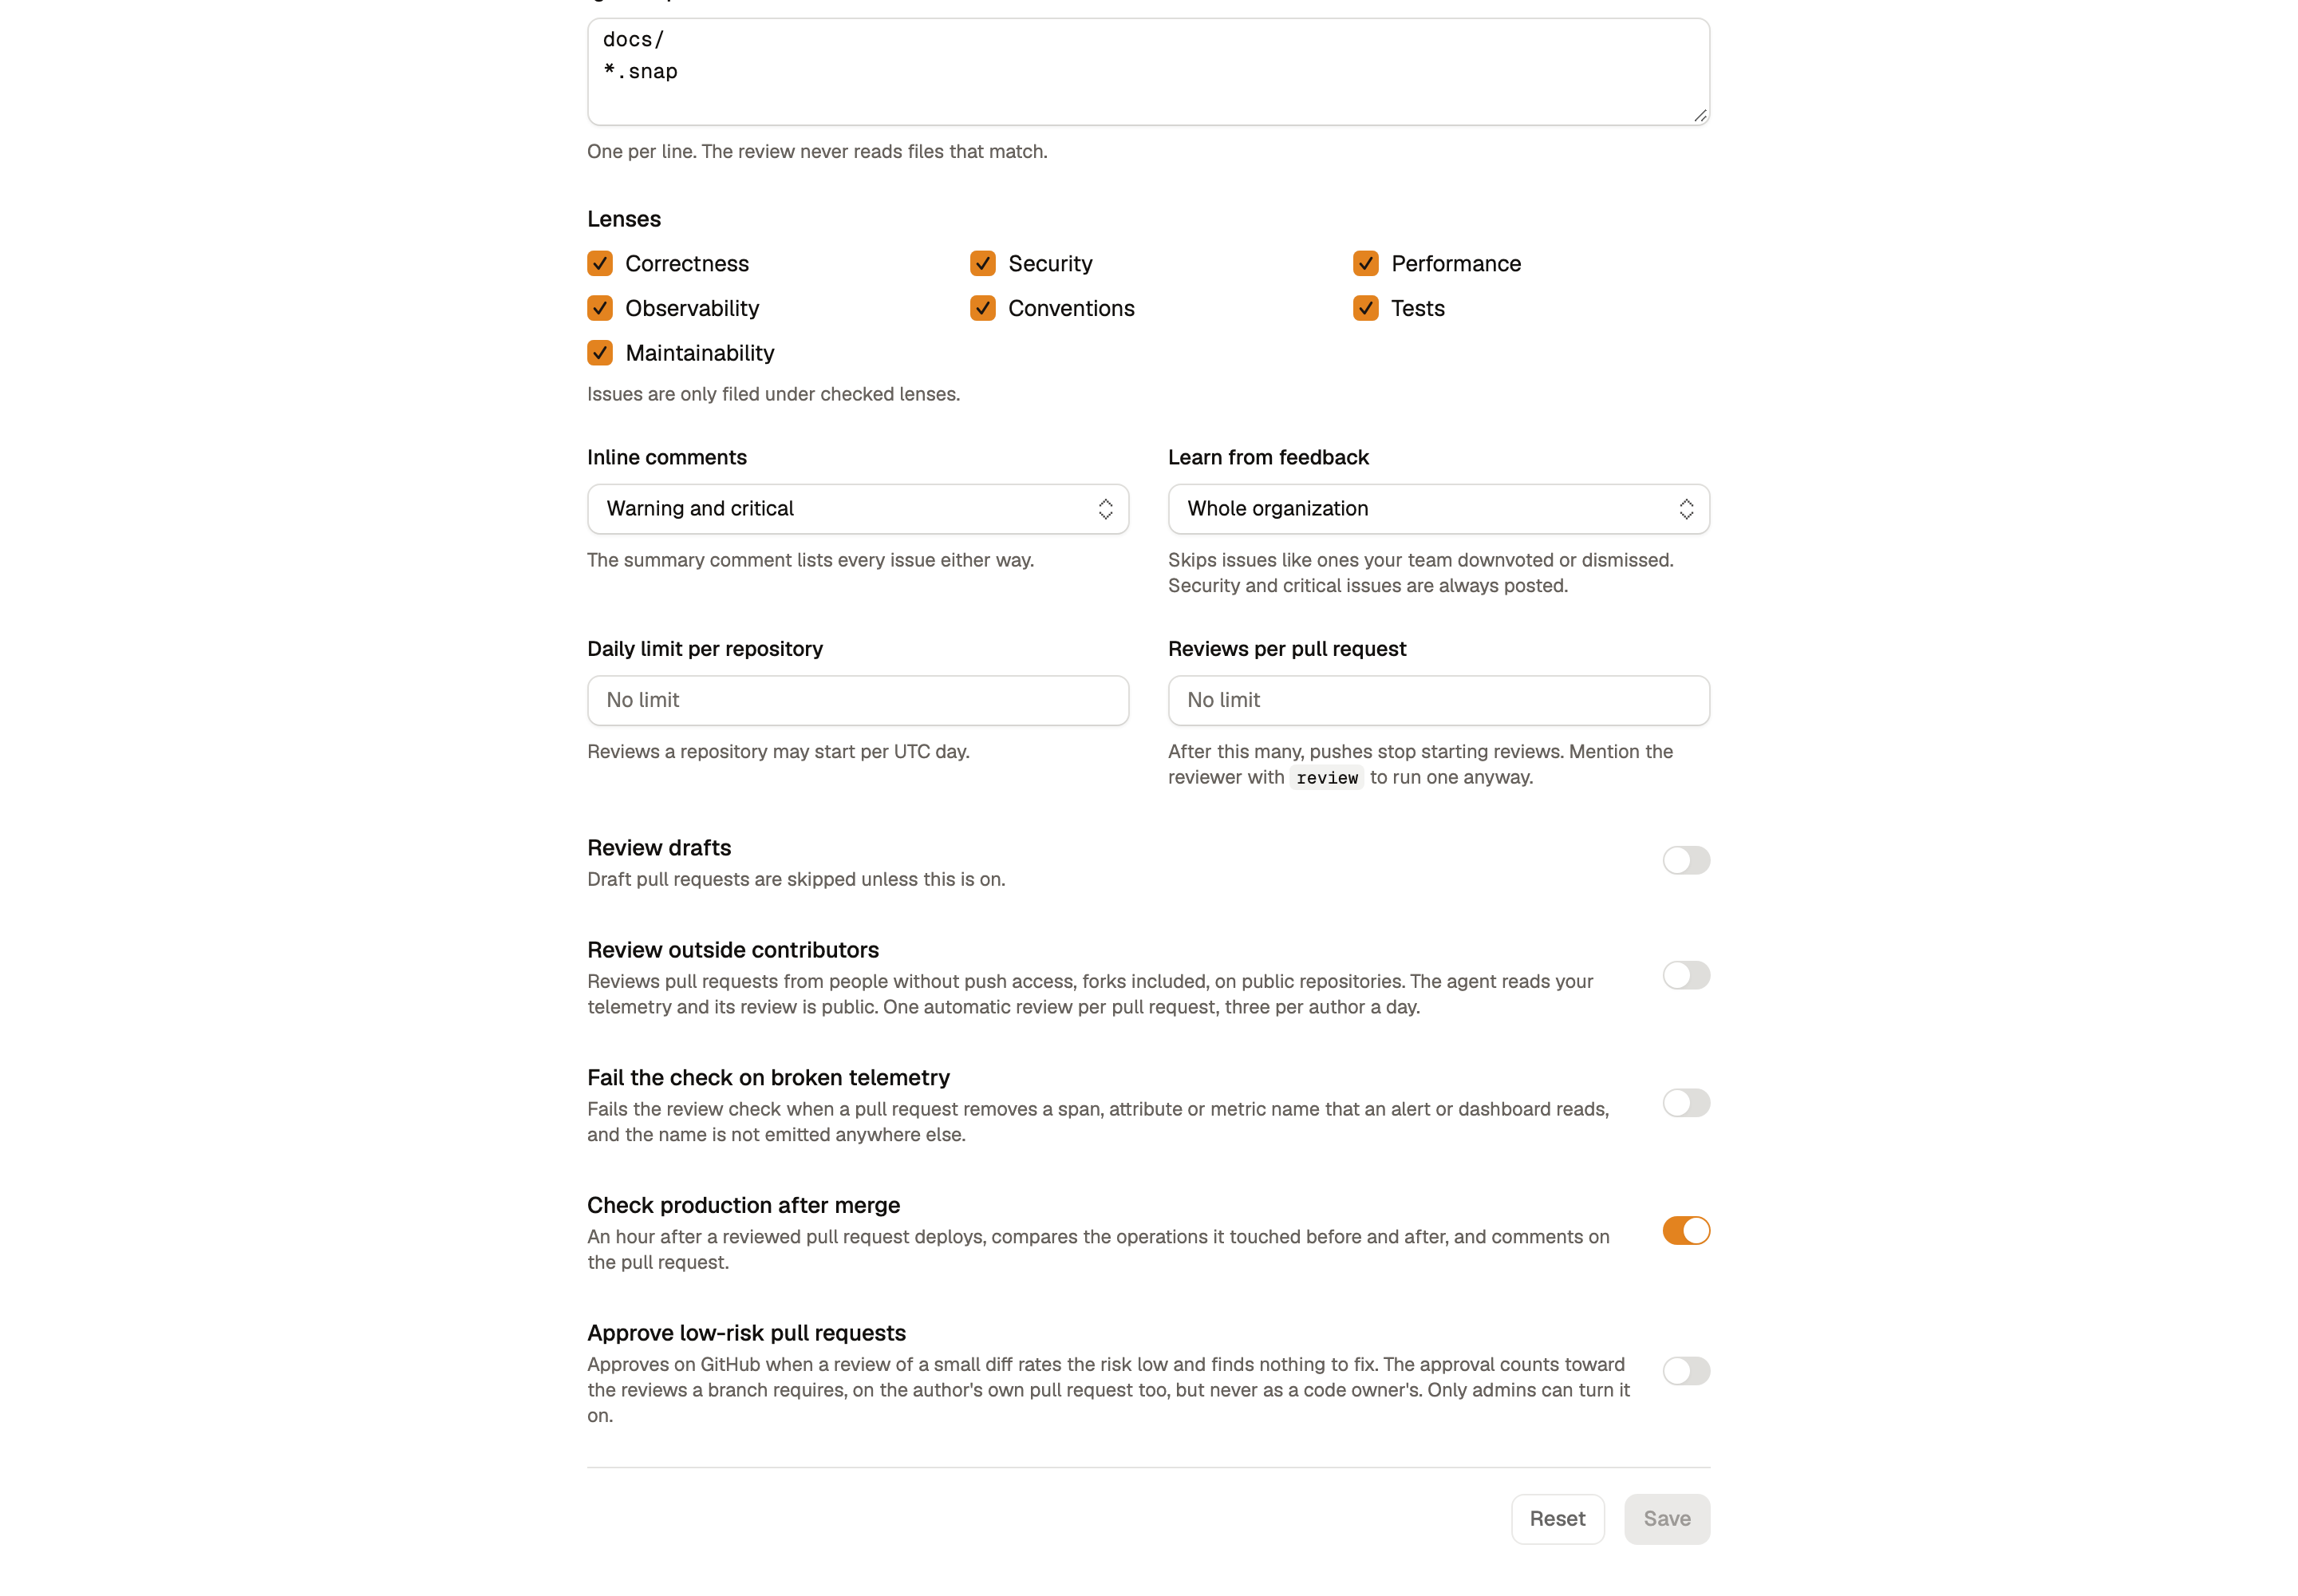 docs/
*.snap
One per line. The review never reads files that match.
Lenses
Correctness
Security
Performance
Observability
Conventions
Tests
Maintainability
Issues are only filed under checked lenses.
Inline comments
Learn from feedback
Warning and critical
Whole organization
The summary comment lists every issue either way.
Skips issues like ones your team downvoted or dismissed.
Security and critical issues are always posted.
Daily limit per repository
Reviews per pull request
No limit
No limit
Reviews a repository may start per UTC day.
After this many, pushes stop starting reviews. Mention the
reviewer with review to run one anyway.
Review drafts
Draft pull requests are skipped unless this is on.
Review outside contributors
Reviews pull requests from people without push access, forks included, on public repositories. The agent reads your
telemetry and its review is public. One automatic review per pull request, three per author a day.
Fail the check on broken telemetry
Fails the review check when a pull request removes a span, attribute or metric name that an alert or dashboard reads,
and the name is not emitted anywhere else.
Check production after merge
An hour after a reviewed pull request deploys, compares the operations it touched before and after, and comments on
the pull request.
Approve low-risk pull requests
Approves on GitHub when a review of a small diff rates the risk low and finds nothing to fix. The approval counts toward
the reviews a branch requires, on the author's own pull request too, but never as a code owner's. Only admins can turn it
on.
Reset
Save